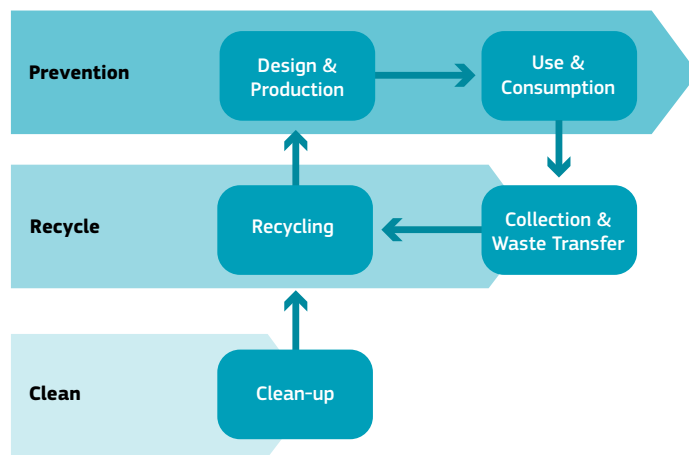 Prevention
Design &
Production
Use &
Consumption
Recycle
Recycling
Collection &
Waste Transfer
Clean
Clean-up